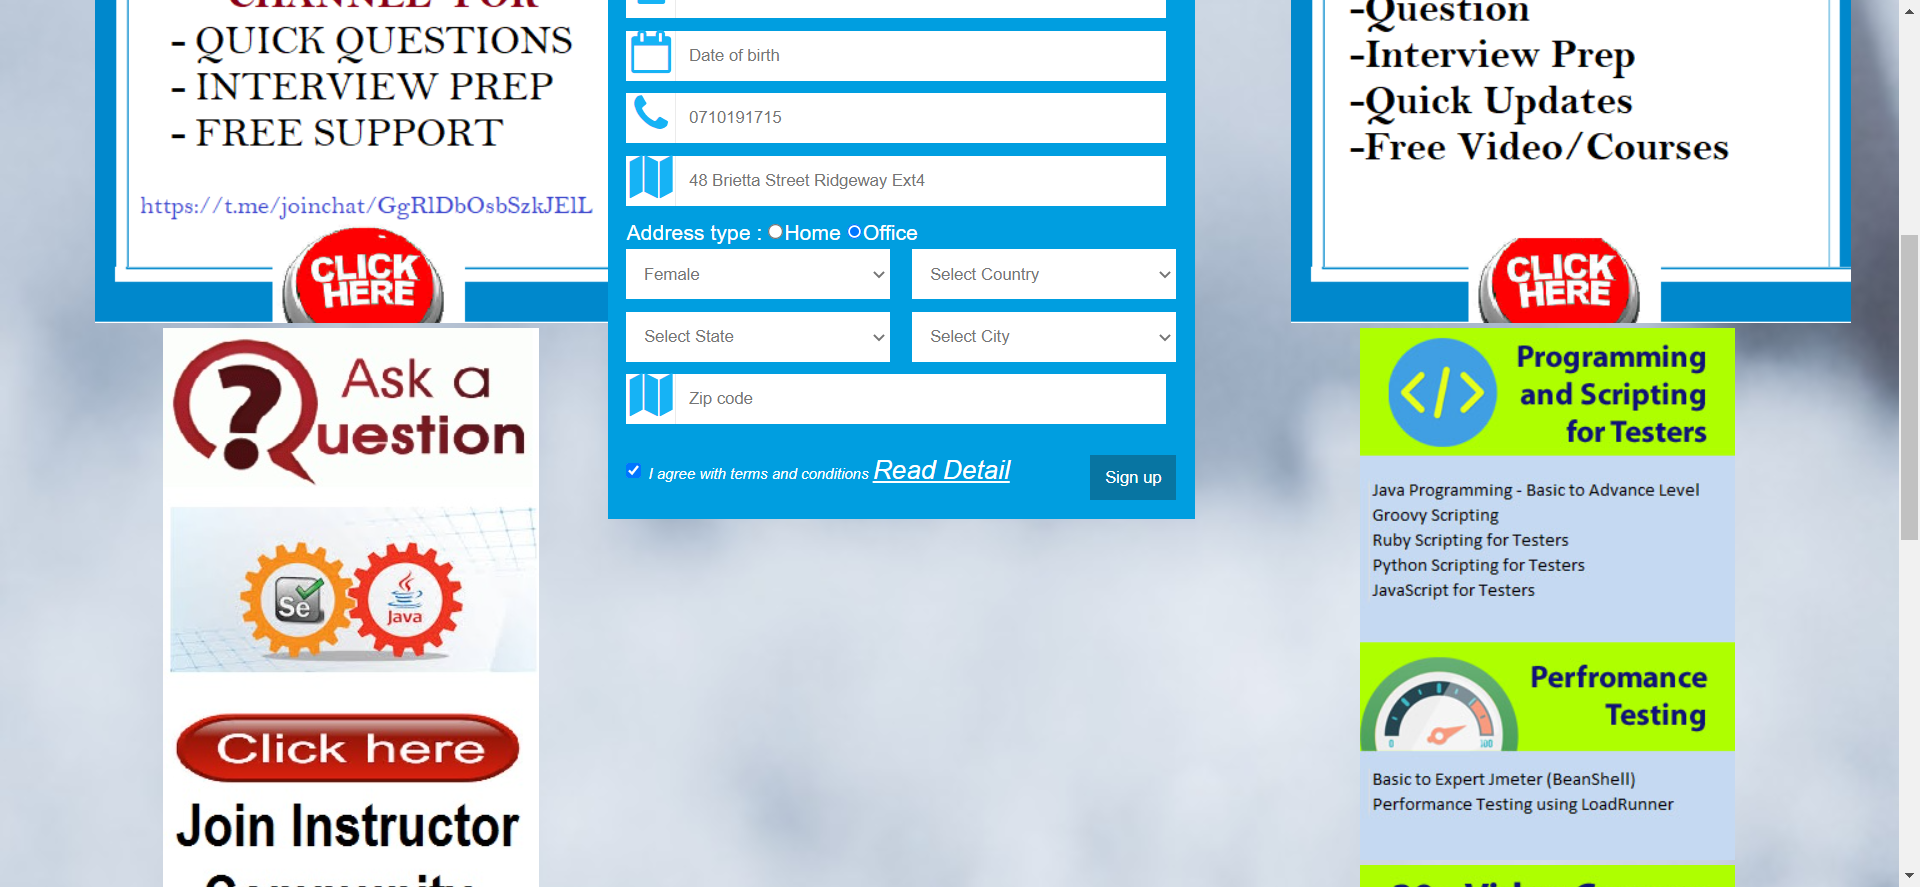 CHANNEL FOR
- QUICK QUESTIONS
- INTERVIEW PREP
- FREE SUPPORT
https://t.me/joinchat/GgRlDbOsbSzkJElL
CLICK
HERE
Ask a
Question
Se
Java
Click here
Join Instructor
Community
Date of birth
0710191715
48 Brietta Street Ridgeway Ext4
Address type : Home Office
Female
Select Country
Select State
Select City
Zip code
I agree with terms and conditions Read Detail
Sign up
-Question
-Interview Prep
-Quick Updates
-Free Video/Courses
CLICK
HERE
</>
Programming
and Scripting
for Testers
Java Programming - Basic to Advance Level
Groovy Scripting
Ruby Scripting for Testers
Python Scripting for Testers
JavaScript for Testers
Perfromance
Testing
0
100
Basic to Expert Jmeter (BeanShell)
Performance Testing using LoadRunner